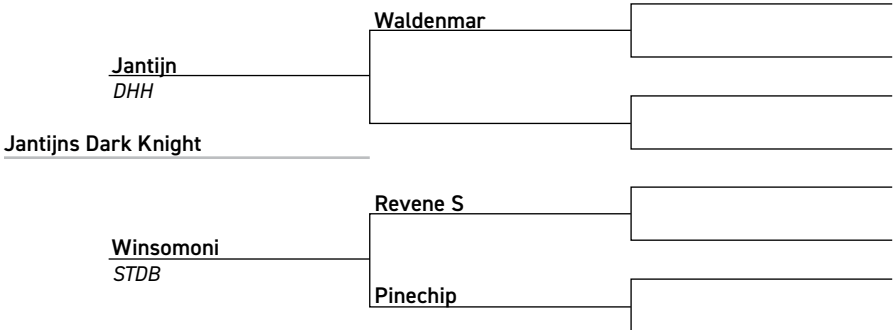 Waldenmar
Jantijn
DHH
Jantijns Dark Knight
Revene S
Winsomoni
STDB
Pinechip